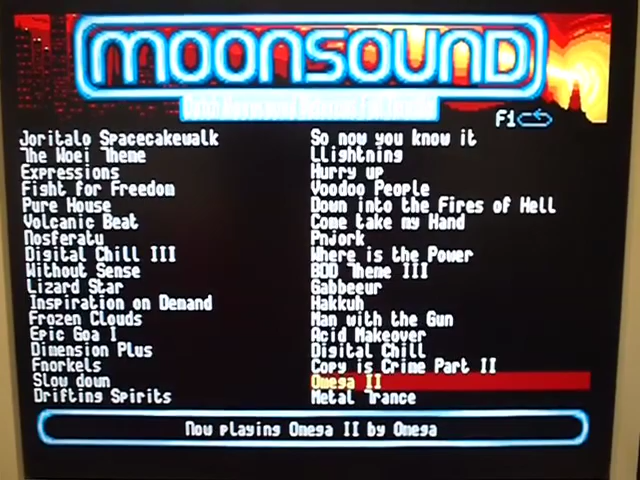 MOONSOUND
F1
Joritalo Spacecakewalk
The Woei Theme
Expressions
Fight for Freedom
Pure House
Volcanic Beat
Nosferatu
Digital Chill III
Without Sense
Lizard Star
Inspiration on Demand
Frozen Clouds
Epic Goa I
Dimension Plus
Fnorkels
Slow down
Drifting Spirits
So now you know it
LLightning
Hurry up
Voodoo People
Down into the Fires of Hell
Come take my Hand
Pnjork
Where is the Power
BOD Theme III
Gabbeeur
Hakkuh
Man with the Gun
Acid Makeover
Digital Chill
Copy is Crime Part II
Omega II
Metal Trance
Now playing Omega II by Omega